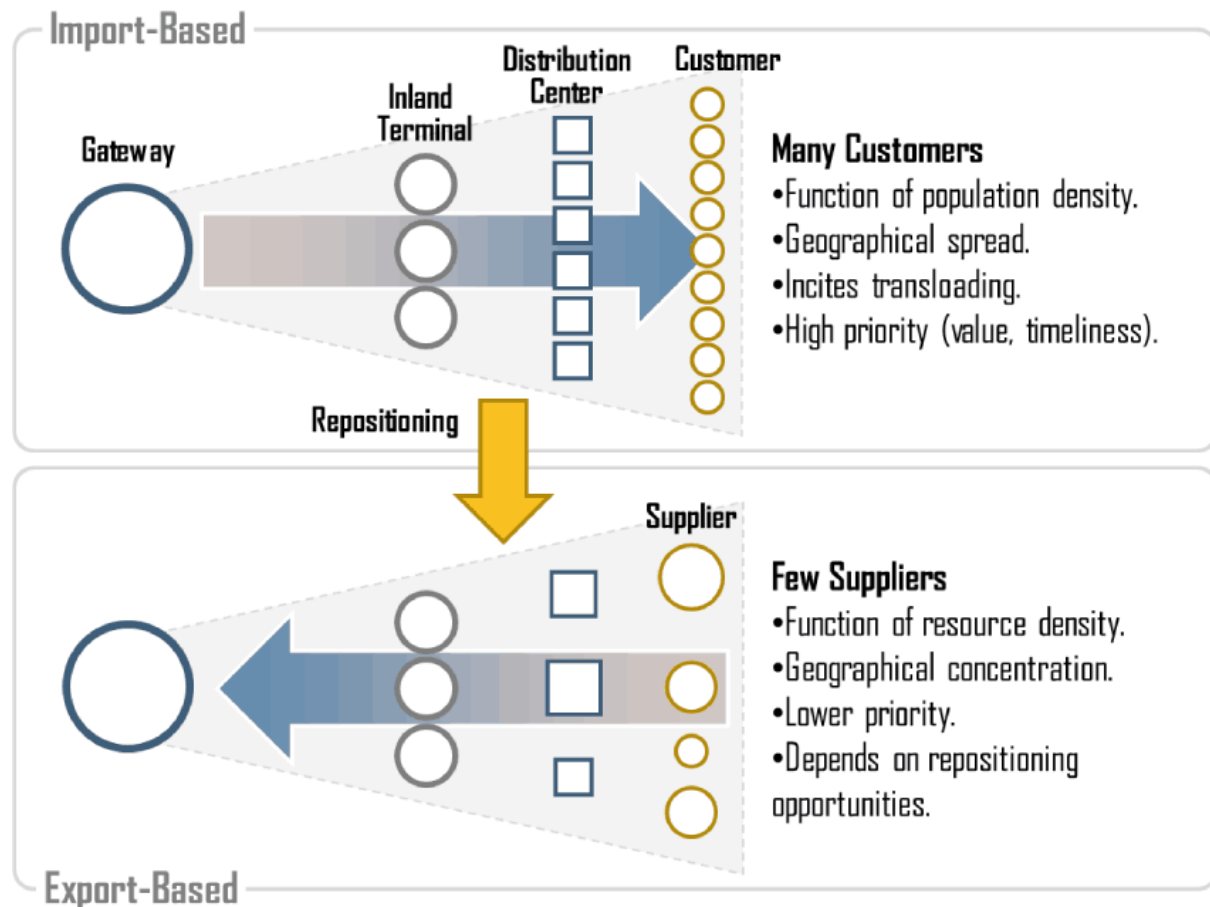 Import-Based
Gateway
Inland
Terminal
Distribution
Center
Customer
Many Customers
•Function of population density.
•Geographical spread.
•Incites transloading.
•High priority (value, timeliness).
Repositioning
Supplier
Few Suppliers
•Function of resource density.
•Geographical concentration.
•Lower priority.
•Depends on repositioning
opportunities.
Export-Based